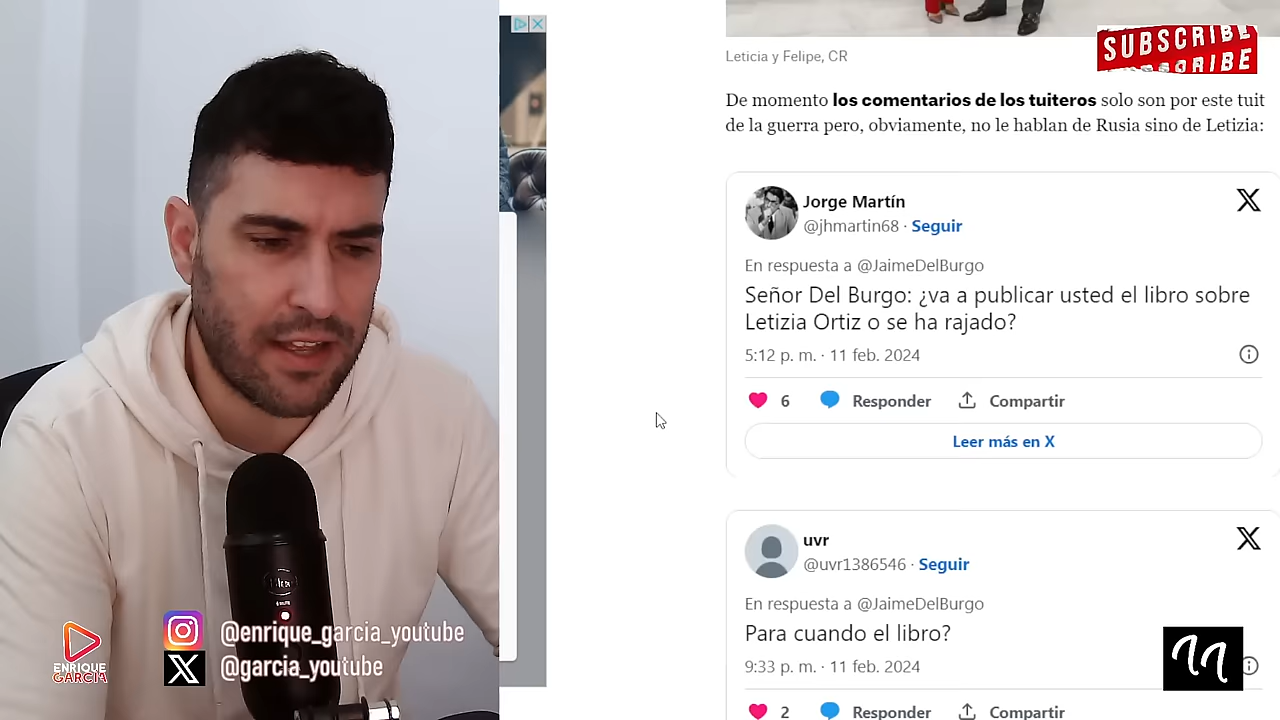 SUBSCRIBE
SUBSCRIBE
Leticia y Felipe, CR
De momento los comentarios de los tuiteros solo son por este tuit
de la guerra pero, obviamente, no le hablan de Rusia sino de Letizia:
Jorge Martín
@jhmartin68 · Seguir
En respuesta a @JaimeDelBurgo
Señor Del Burgo: ¿va a publicar usted el libro sobre
Letizia Ortiz o se ha rajado?
5:12 p. m. · 11 feb. 2024
6 Responder Compartir
Leer más en X
uvr
@uvr1386546 · Seguir
En respuesta a @JaimeDelBurgo
Para cuando el libro?
9:33 p. m. · 11 feb. 2024
2 Responder Compartir
ENRIQUE
GARCIA
@enrique_garcia_youtube
@garcia_youtube